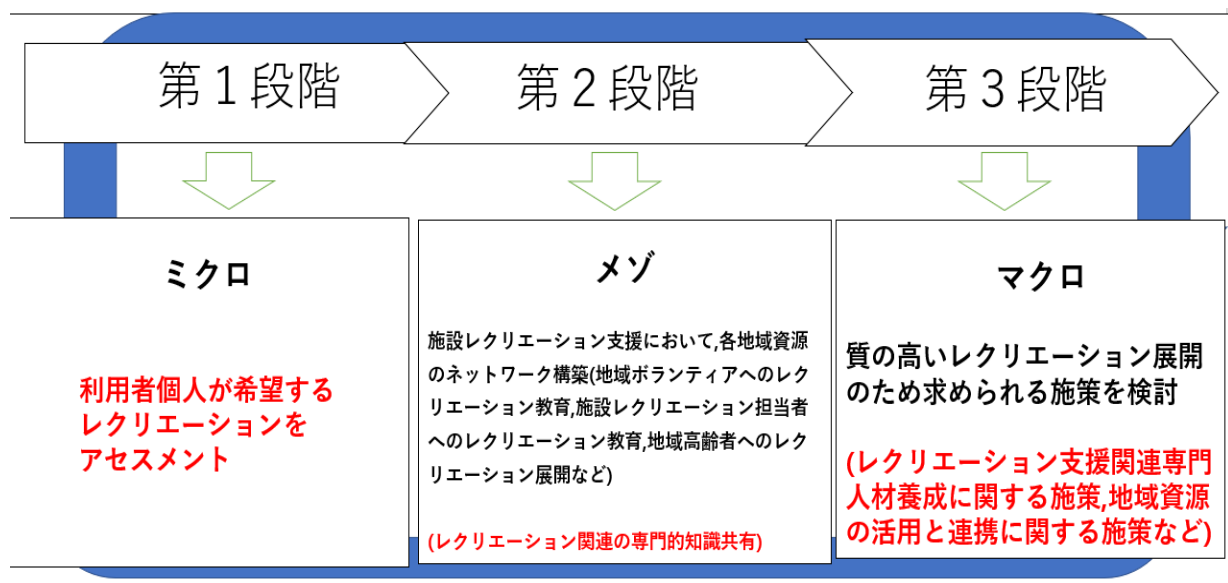 第１段階
第２段階
第３段階
ミクロ
利用者個人が希望する
レクリエーションを
アセスメント
メゾ
施設レクリエーション支援において,各地域資源
のネットワーク構築(地域ボランティアへのレク
リエーション教育,施設レクリエーション担当者
へのレクリエーション教育,地域高齢者へのレク
リエーション展開など)
(レクリエーション関連の専門的知識共有)
マクロ
質の高いレクリエーション展開
のため求められる施策を検討
(レクリエーション支援関連専門
人材養成に関する施策,地域資源
の活用と連携に関する施策など)